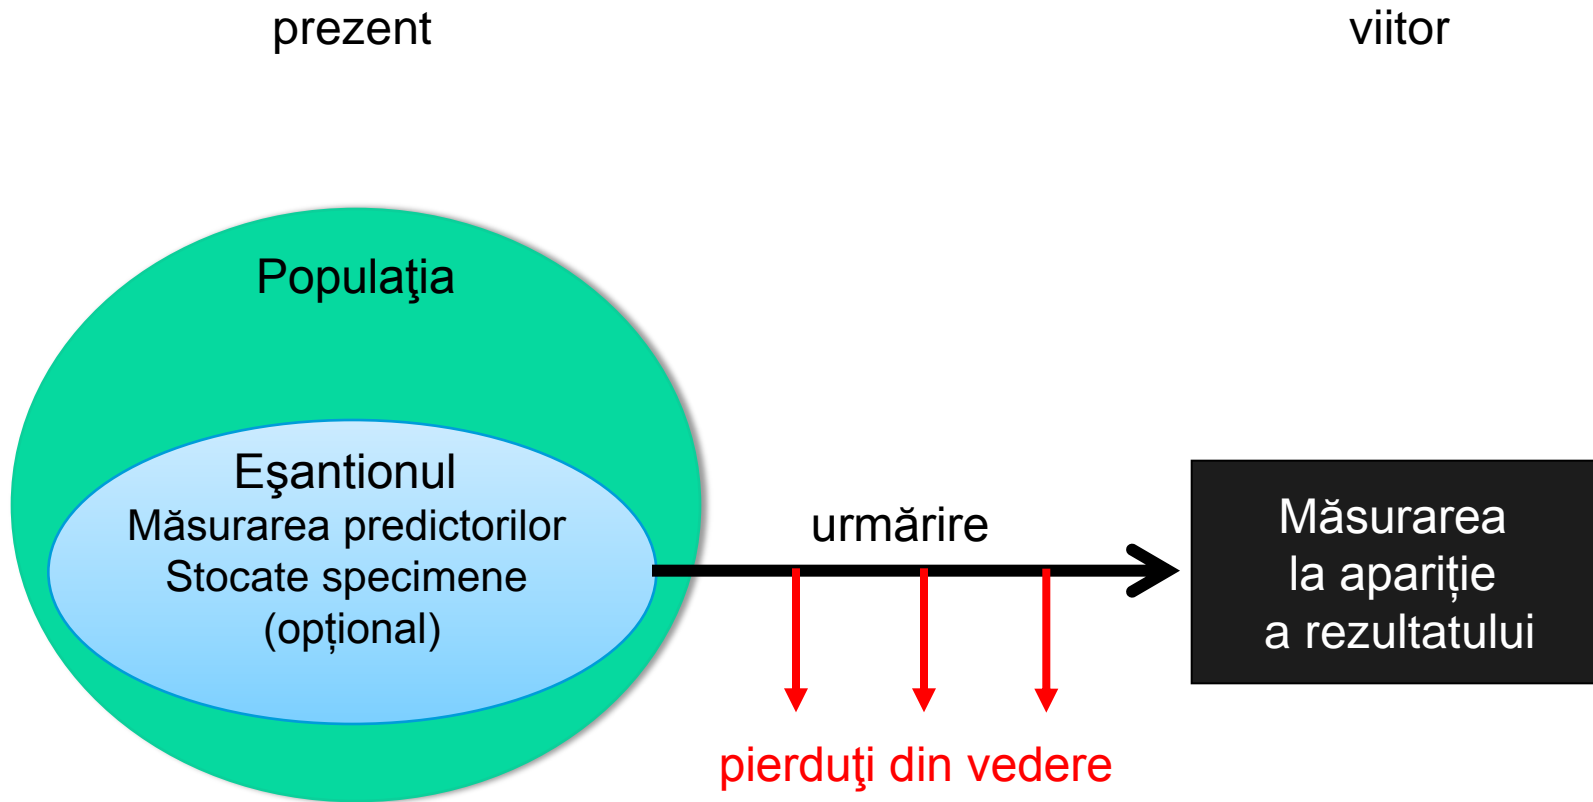 prezent
viitor
Populaţia
Eşantionul
Măsurarea predictorilor
Stocate specimene
(opțional)
urmărire
pierduţi din vedere
Măsurarea
la apariție
a rezultatului